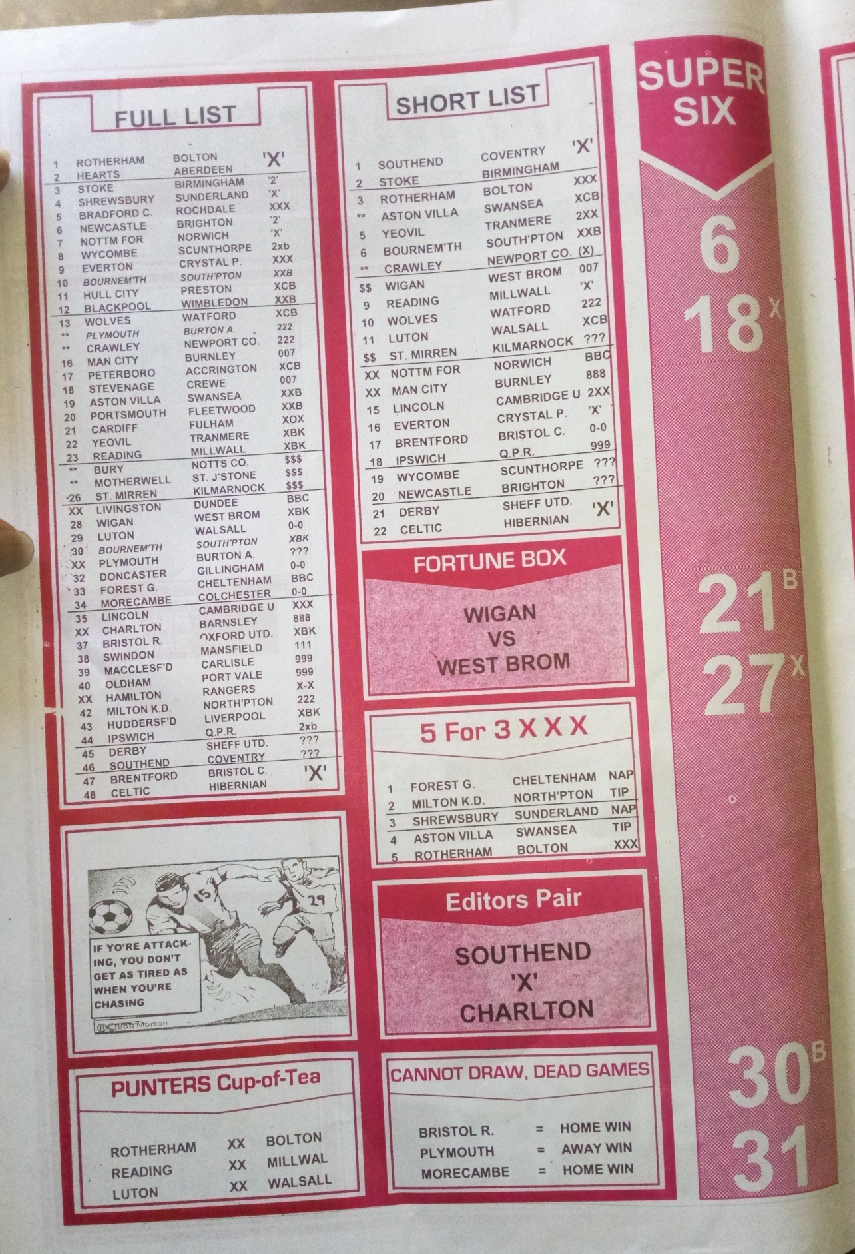 FULL LIST
1 ROTHERHAM BOLTON 'X'
2 HEARTS ABERDEEN
3 STOKE BIRMINGHAM '2'
4 SHREWSBURY SUNDERLAND 'X'
5 BRADFORD C. ROCHDALE XXX
6 NEWCASTLE BRIGHTON '2'
7 NOTTM FOR NORWICH 'X'
8 WYCOMBE SCUNTHORPE 2xb
9 EVERTON CRYSTAL P. XXX
10 BOURNEM'TH SOUTH'PTON XXB
11 HULL CITY PRESTON XCB
12 BLACKPOOL WIMBLEDON XXB
13 WOLVES WATFORD XCB
** PLYMOUTH BURTON A. 222
** CRAWLEY NEWPORT CO. 222
16 MAN CITY BURNLEY 007
17 PETERBORO ACCRINGTON XCB
18 STEVENAGE CREWE 007
19 ASTON VILLA SWANSEA XXB
20 PORTSMOUTH FLEETWOOD XXB
21 CARDIFF FULHAM XOX
22 YEOVIL TRANMERE XBK
23 READING MILLWALL XBK
** BURY NOTTS CO. $$$
** MOTHERWELL ST. J'STONE $$$
-26 ST. MIRREN KILMARNOCK $$$
XX LIVINGSTON DUNDEE BBC
28 WIGAN WEST BROM XBK
29 LUTON WALSALL 0-0
30 BOURNEM'TH SOUTH'PTON XBK
XX PLYMOUTH BURTON A. ???
32 DONCASTER GILLINGHAM 0-0
33 FOREST G. CHELTENHAM BBC
34 MORECAMBE COLCHESTER 0-0
35 LINCOLN CAMBRIDGE U XXX
XX CHARLTON BARNSLEY 888
37 BRISTOL R. OXFORD UTD. XBK
38 SWINDON MANSFIELD 111
39 MACCLESF'D CARLISLE 999
40 OLDHAM PORT VALE 999
XX HAMILTON RANGERS X-X
42 MILTON K.D. NORTH'PTON 222
43 HUDDERSF'D LIVERPOOL XBK
44 IPSWICH Q.P.R. 2xb
45 DERBY SHEFF UTD. ???
46 SOUTHEND COVENTRY ???
47 BRENTFORD BRISTOL C. 'X'
48 CELTIC HIBERNIAN
IF YO'RE ATTACK-
ING, YOU DON'T
GET AS TIRED AS
WHEN YOU'RE
CHASING
15
29
PUNTERS Cup-of-Tea
ROTHERHAM XX BOLTON
READING XX MILLWAL
LUTON XX WALSALL
SHORT LIST
1 SOUTHEND COVENTRY 'X'
2 STOKE BIRMINGHAM
3 ROTHERHAM BOLTON XXX
** ASTON VILLA SWANSEA XCB
5 YEOVIL TRANMERE 2XX
6 BOURNEM'TH SOUTH'PTON XXB
** CRAWLEY NEWPORT CO. (X)
$$ WIGAN WEST BROM 007
9 READING MILLWALL 'X'
10 WOLVES WATFORD 222
11 LUTON WALSALL XCB
$$ ST. MIRREN KILMARNOCK ???
XX NOTTM FOR NORWICH BBC
XX MAN CITY BURNLEY 888
15 LINCOLN CAMBRIDGE U 2XX
16 EVERTON CRYSTAL P. 'X'
17 BRENTFORD BRISTOL C. 0-0
18 IPSWICH Q.P.R. 999
19 WYCOMBE SCUNTHORPE ???
20 NEWCASTLE BRIGHTON ???
21 DERBY SHEFF UTD. 'X'
22 CELTIC HIBERNIAN
FORTUNE BOX
WIGAN
VS
WEST BROM
5 For 3 X X X
1 FOREST G. CHELTENHAM NAP
2 MILTON K.D. NORTH'PTON TIP
3 SHREWSBURY SUNDERLAND NAP
4 ASTON VILLA SWANSEA TIP
5 ROTHERHAM BOLTON XXX
Editors Pair
SOUTHEND
'X'
CHARLTON
CANNOT DRAW, DEAD GAMES
BRISTOL R. = HOME WIN
PLYMOUTH = AWAY WIN
MORECAMBE = HOME WIN
SUPER
SIX
6
18 X
21 B
27 X
30 B
31